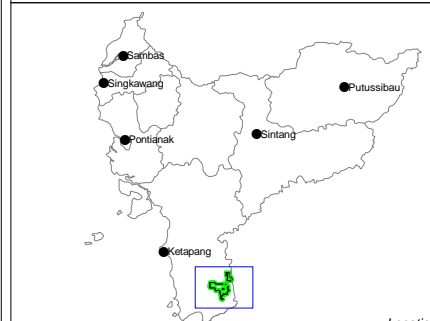 Sambas
Singkawang
Putussibau
Pontianak
Sintang
Ketapang